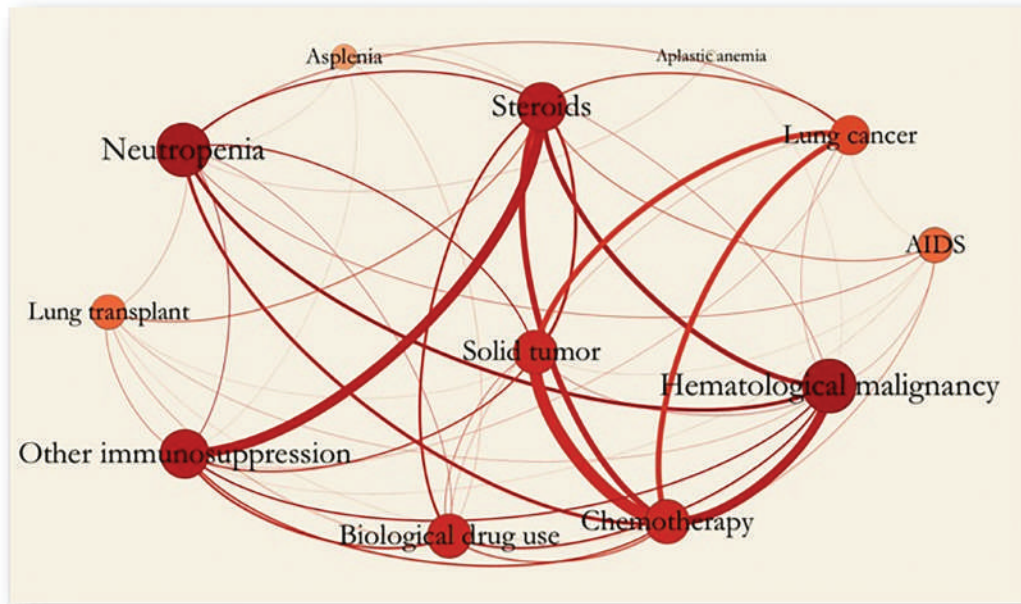 Asplenia
Aplastic anemia
Steroids
Lung cancer
Neutropenia
AIDS
Lung transplant
Solid tumor
Hematological malignancy
Other immunosuppression
Chemotherapy
Biological drug use